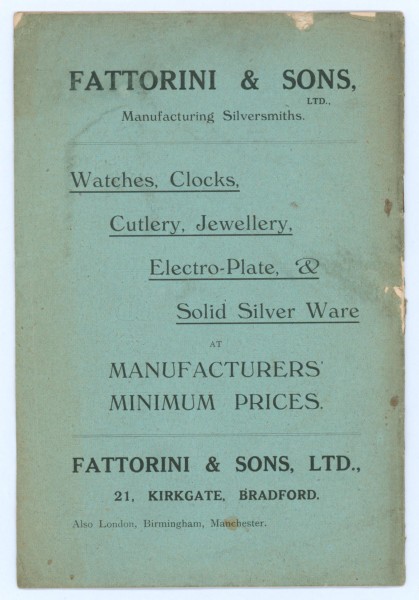 FATTORINI & SONS,
LTD.,
Manufacturing Silversmiths.
Watches, Clocks,
Cutlery, Jewellery,
Electro-Plate, &
Solid Silver Ware
AT
MANUFACTURERS'
MINIMUM PRICES.
FATTORINI & SONS, LTD.,
21, KIRKGATE, BRADFORD.
Also London, Birmingham, Manchester.